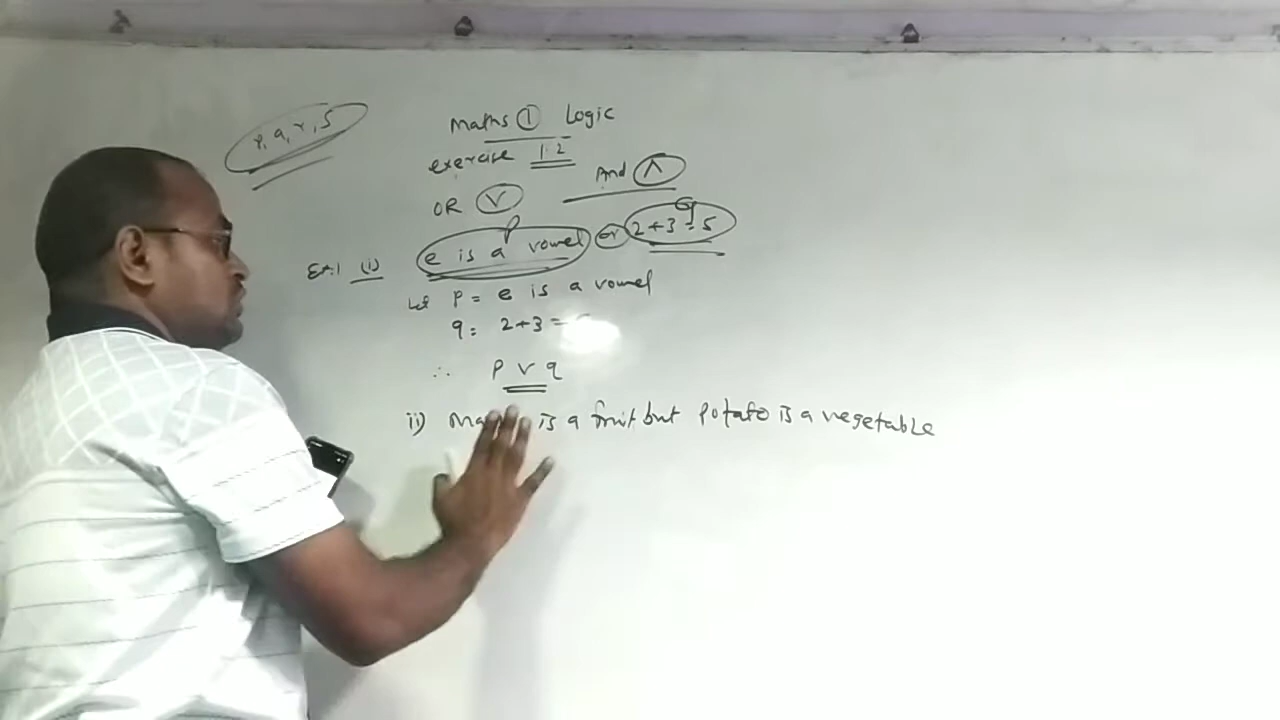 p, q, r, s
Maths ① Logic
exercise 1.2
And ∧
OR ∨
p q
Ex.1 (i) e is a vowel or 2+3=5
Let p = e is a vowel
q: 2+3 =
∴ p ∨ q
ii) is a fruit but Potato is a vegetable